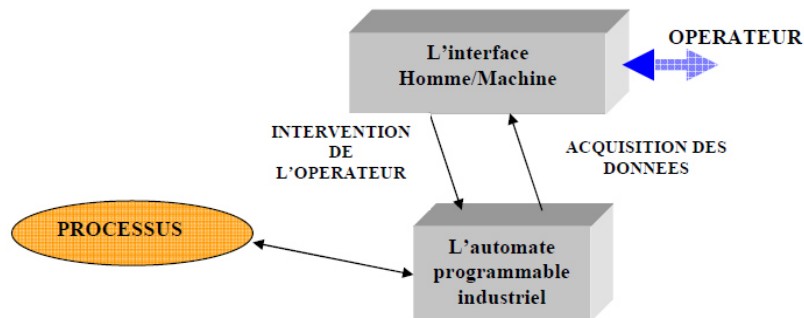 OPERATEUR
L'interface
Homme/Machine
INTERVENTION
DE
L'OPERATEUR
ACQUISITION DES
DONNEES
PROCESSUS
L'automate
programmable
industriel